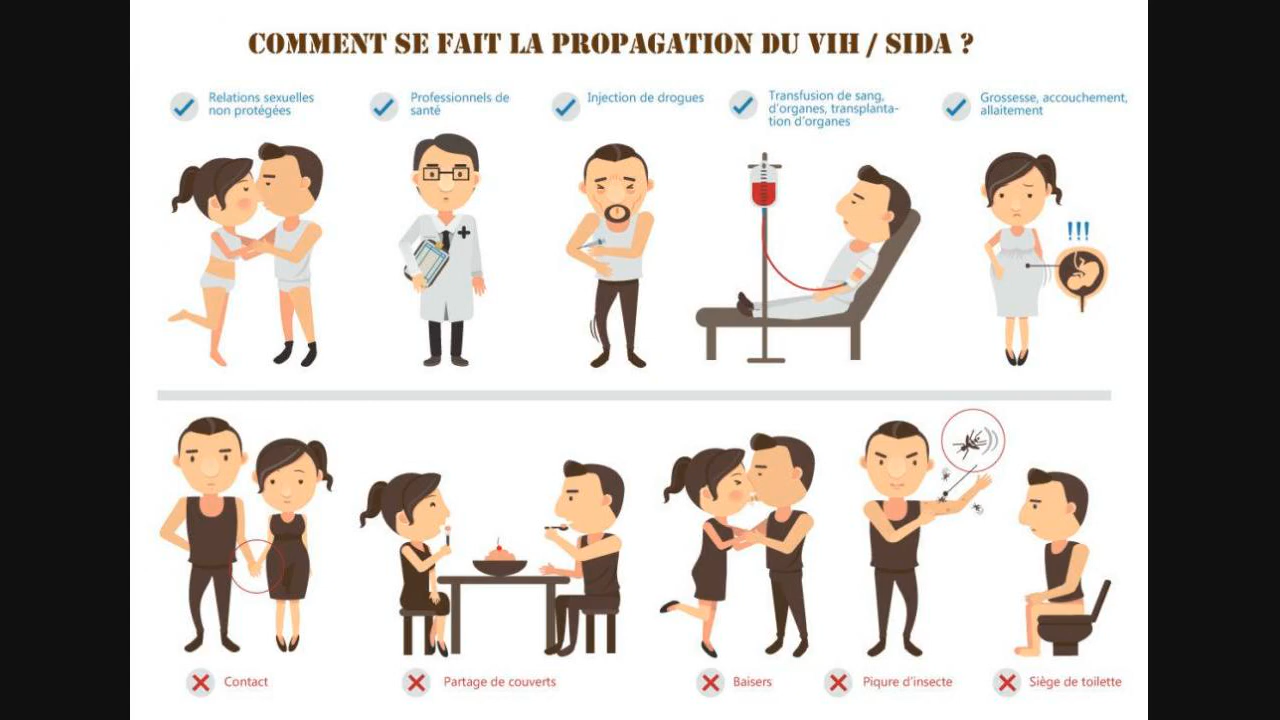 COMMENT SE FAIT LA PROPAGATION DU VIH / SIDA ?
Relations sexuelles
non protégées
Professionnels de
santé
Injection de drogues
Transfusion de sang,
d'organes, transplanta-
tion d'organes
Grossesse, accouchement,
allaitement
!!!
Contact
Partage de couverts
Baisers
Piqure d'insecte
Siège de toilette